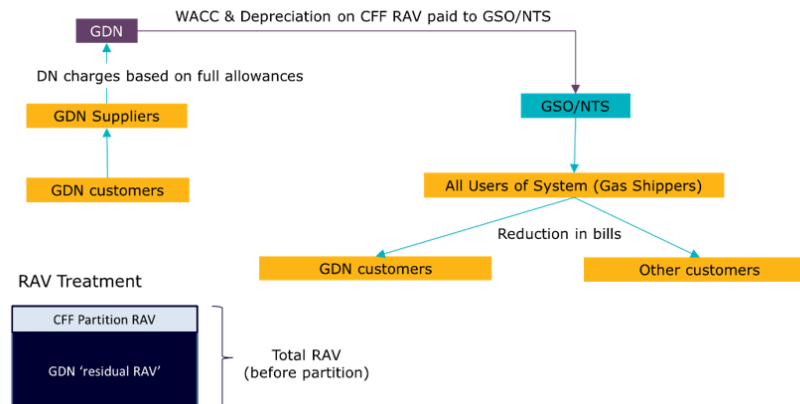 WACC & Depreciation on CFF RAV paid to GSO/NTS
GDN
DN charges based on full allowances
GSO/NTS
GDN Suppliers
GDN customers
All Users of System (Gas Shippers)
Reduction in bills
GDN customers
Other customers
RAV Treatment
CFF Partition RAV
GDN ‘residual RAV’
Total RAV
(before partition)